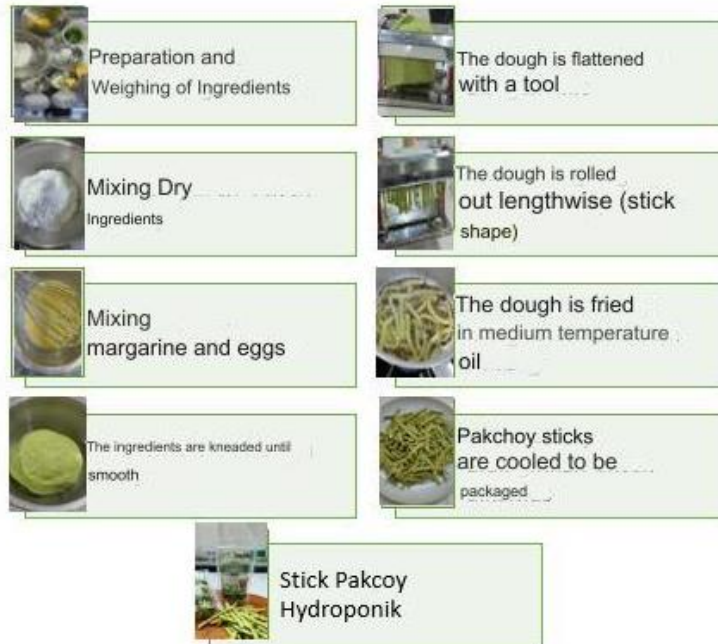 Preparation and
Weighing of Ingredients
Mixing Dry
Ingredients
Mixing
margarine and eggs
The ingredients are kneaded until
smooth
The dough is flattened
with a tool
The dough is rolled
out lengthwise (stick
shape)
The dough is fried
in medium temperature
oil
Pakchoy sticks
are cooled to be
packaged
Stick Pakcoy
Hydroponik